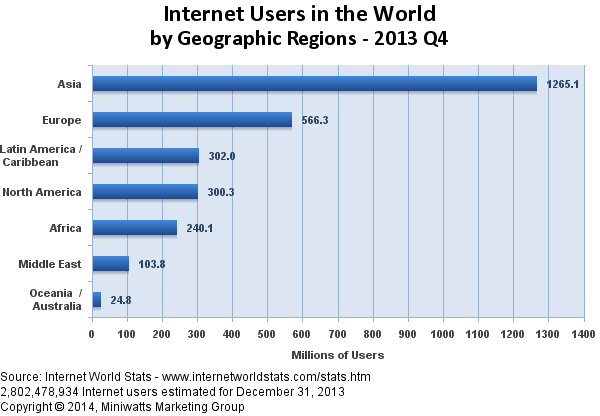 Internet Users in the World
by Geographic Regions - 2013 Q4
Asia
1265.1
Europe
566.3
Latin America /
Caribbean
302.0
North America
300.3
Africa
240.1
Middle East
103.8
Oceania /
Australia
24.8
0 100 200 300 400 500 600 700 800 900 1000 1100 1200 1300 1400
Millions of Users
Source: Internet World Stats - www.internetworldstats.com/stats.htm
2,802,478,934 Internet users estimated for December 31, 2013
Copyright © 2014, Miniwatts Marketing Group